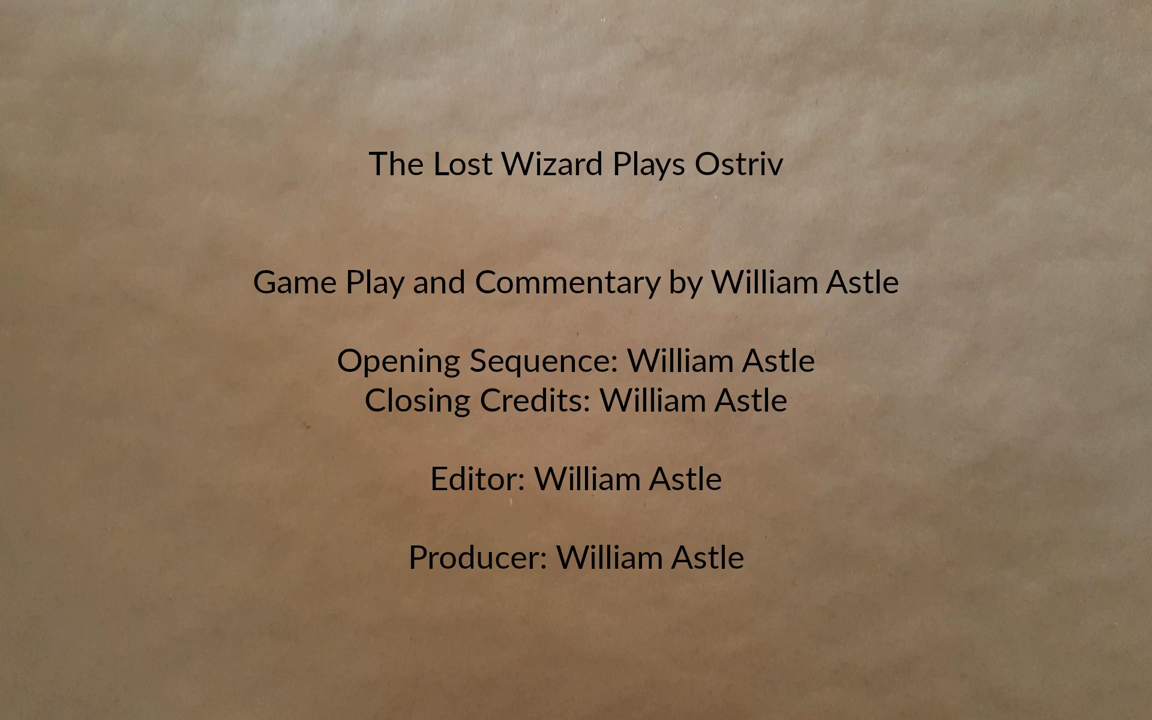 The Lost Wizard Plays Ostriv
Game Play and Commentary by William Astle
Opening Sequence: William Astle
Closing Credits: William Astle
Editor: William Astle
Producer: William Astle